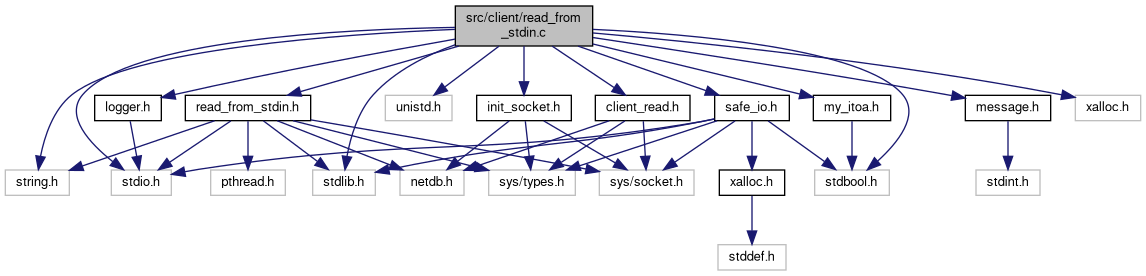 src/client/read_from
_stdin.c
logger.h
read_from_stdin.h
unistd.h
init_socket.h
client_read.h
safe_io.h
my_itoa.h
message.h
xalloc.h
string.h
stdio.h
pthread.h
stdlib.h
netdb.h
sys/types.h
sys/socket.h
xalloc.h
stdbool.h
stdint.h
stddef.h